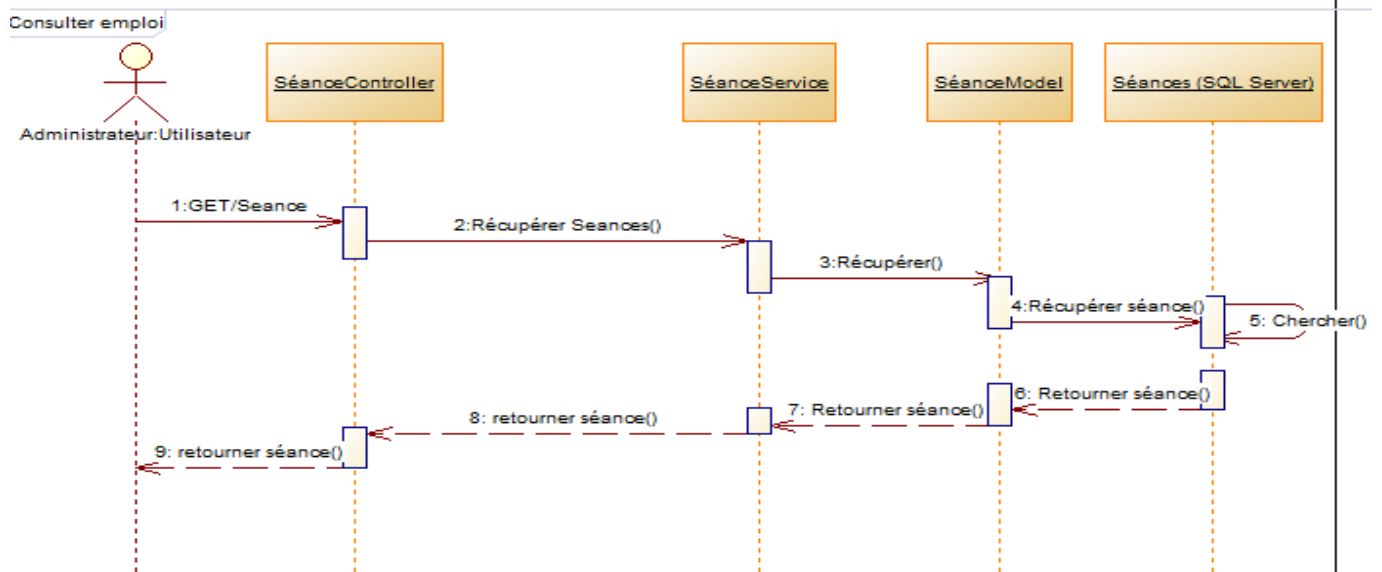 Consulter emploi
SéanceController
SéanceService
SéanceModel
Séances (SQL Server)
Administrateur:Utilisateur
1:GET/Seance
2:Récupérer Seances()
3:Récupérer()
4:Récupérer séance()
5: Chercher()
6: Retourner séance()
7: Retourner séance()
8: retourner séance()
9: retourner séance()